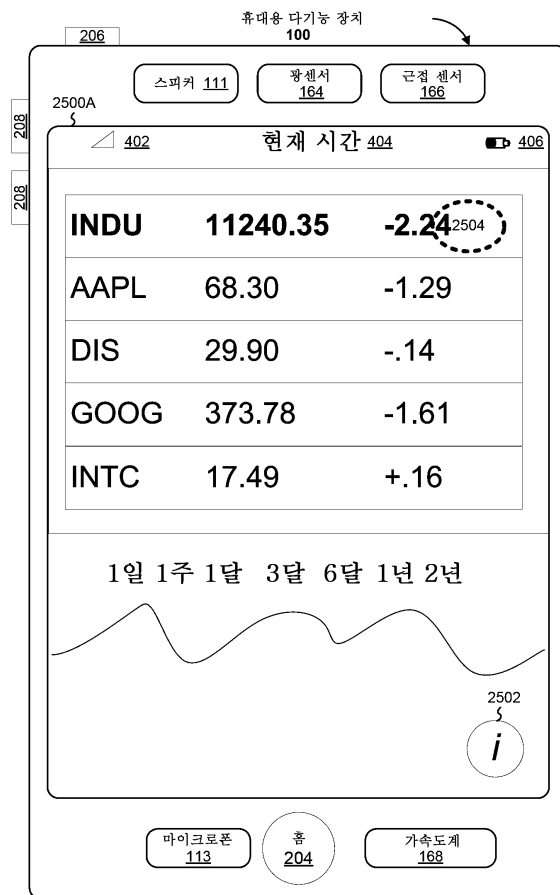 휴대용 다기능 장치
100
206
스피커 111
광센서
164
근접 센서
166
2500A
208
208
402
현재 시간 404
406
INDU 11240.35 -2.24 2504
AAPL 68.30 -1.29
DIS 29.90 -.14
GOOG 373.78 -1.61
INTC 17.49 +.16
1일 1주 1달 3달 6달 1년 2년
2502
i
마이크로폰
113
홈
204
가속도계
168